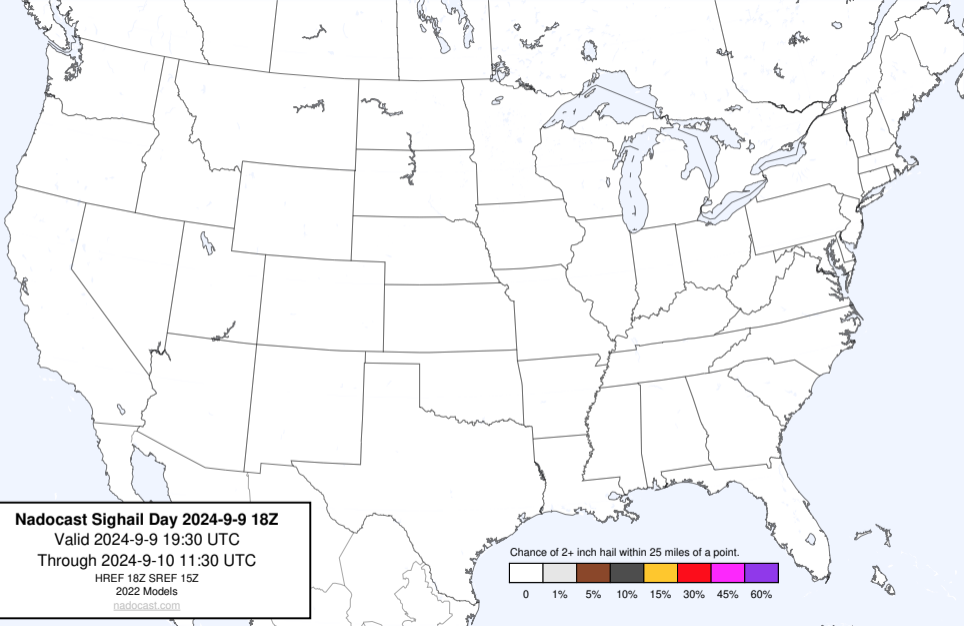 Nadocast Sighail Day 2024-9-9 18Z
Valid 2024-9-9 19:30 UTC
Through 2024-9-10 11:30 UTC
HREF 18Z SREF 15Z
2022 Models
nadocast.com
Chance of 2+ inch hail within 25 miles of a point.
0 1% 5% 10% 15% 30% 45% 60%